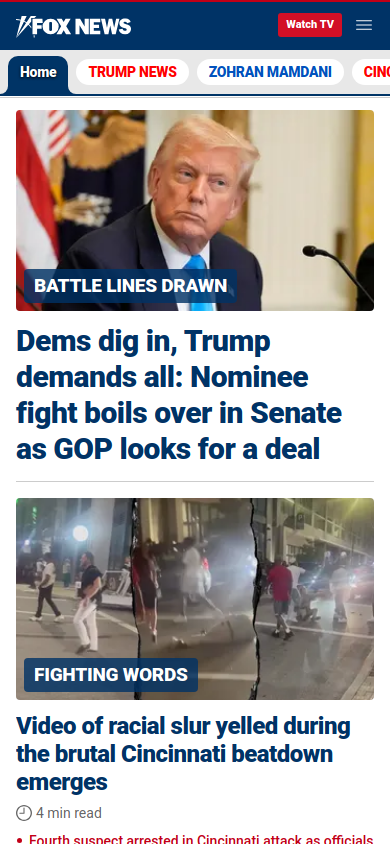 FOX NEWS
Watch TV
Home
TRUMP NEWS
ZOHRAN MAMDANI
CINC
BATTLE LINES DRAWN
Dems dig in, Trump
demands all: Nominee
fight boils over in Senate
as GOP looks for a deal
FIGHTING WORDS
Video of racial slur yelled during
the brutal Cincinnati beatdown
emerges
4 min read
• Fourth suspect arrested in Cincinnati attack as officials